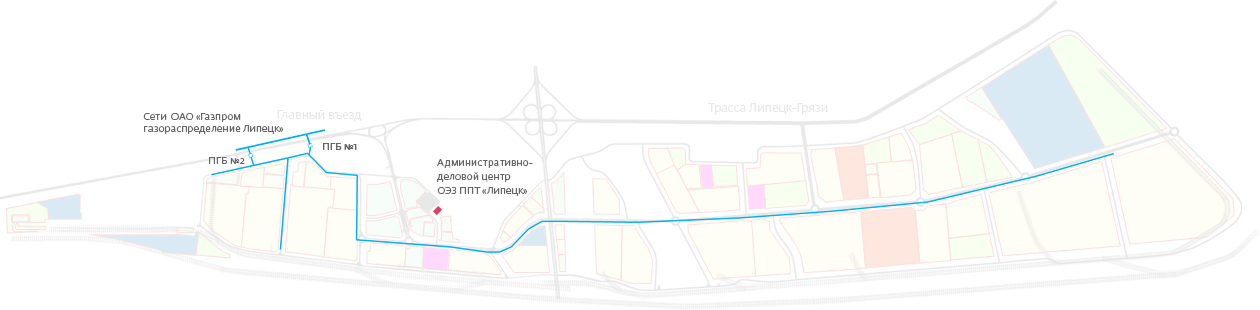 Трасса Липецк–Грязи
Сети ОАО «Газпром
газораспределение Липецк»
Главный въезд
ПГБ №2
ПГБ №1
Административно-
деловой центр
ОЭЗ ППТ «Липецк»